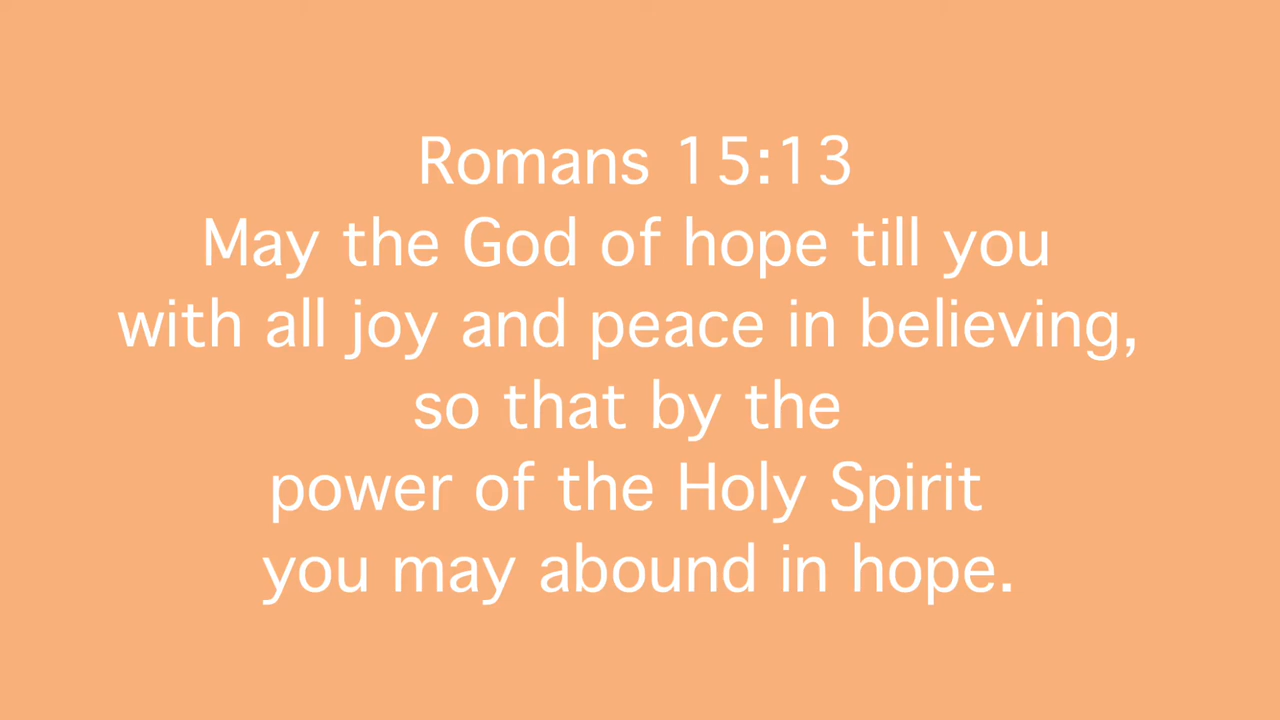 Romans 15:13
May the God of hope till you
with all joy and peace in believing,
so that by the
power of the Holy Spirit
you may abound in hope.